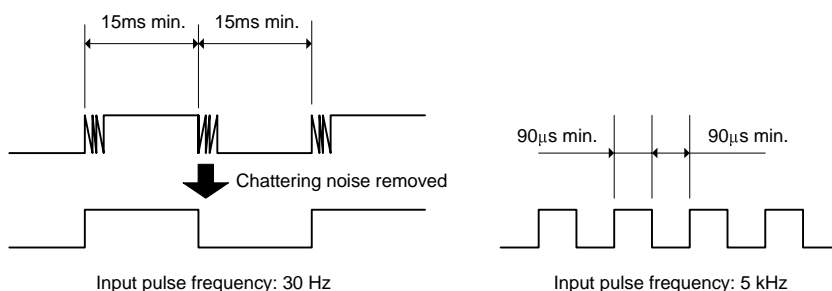 15ms min. 15ms min.
90μs min. 90μs min.
Chattering noise removed
Input pulse frequency: 30 Hz
Input pulse frequency: 5 kHz